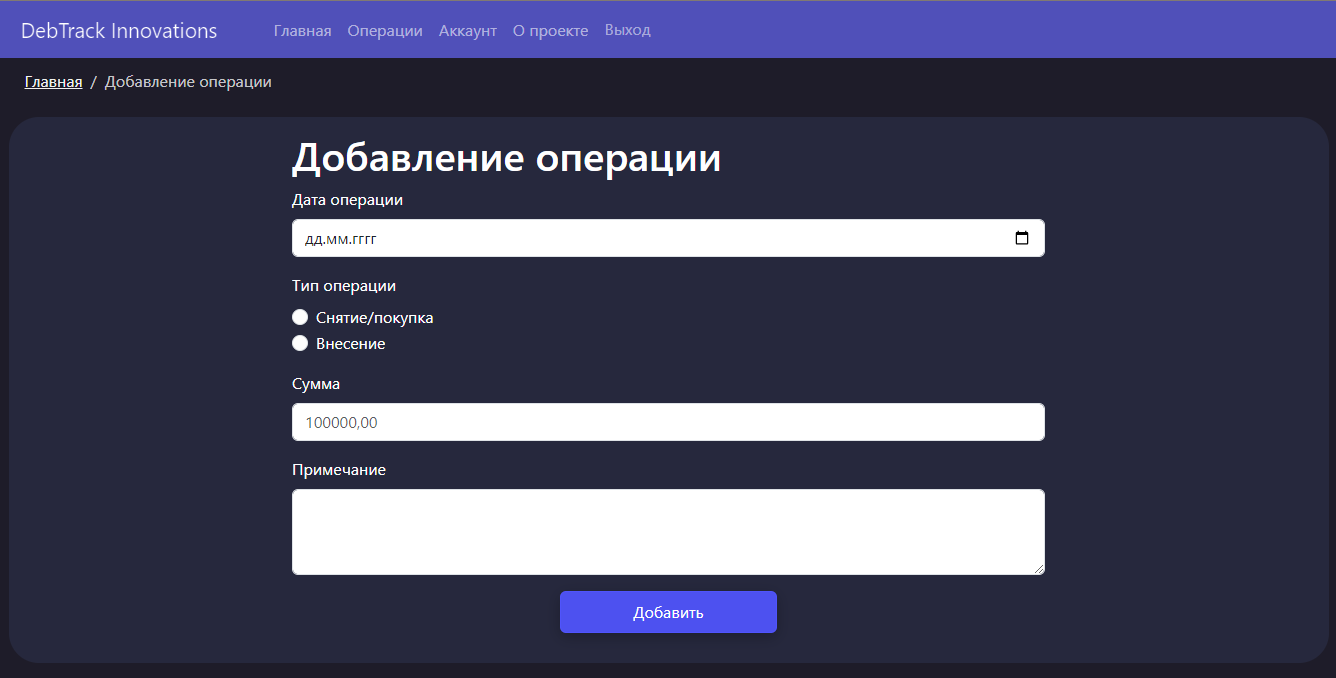 DebTrack Innovations Главная Операции Аккаунт О проекте Выход
Главная / Добавление операции
Добавление операции
Дата операции
дд.мм.гггг
Тип операции
Снятие/покупка
Внесение
Сумма
100000,00
Примечание
Добавить